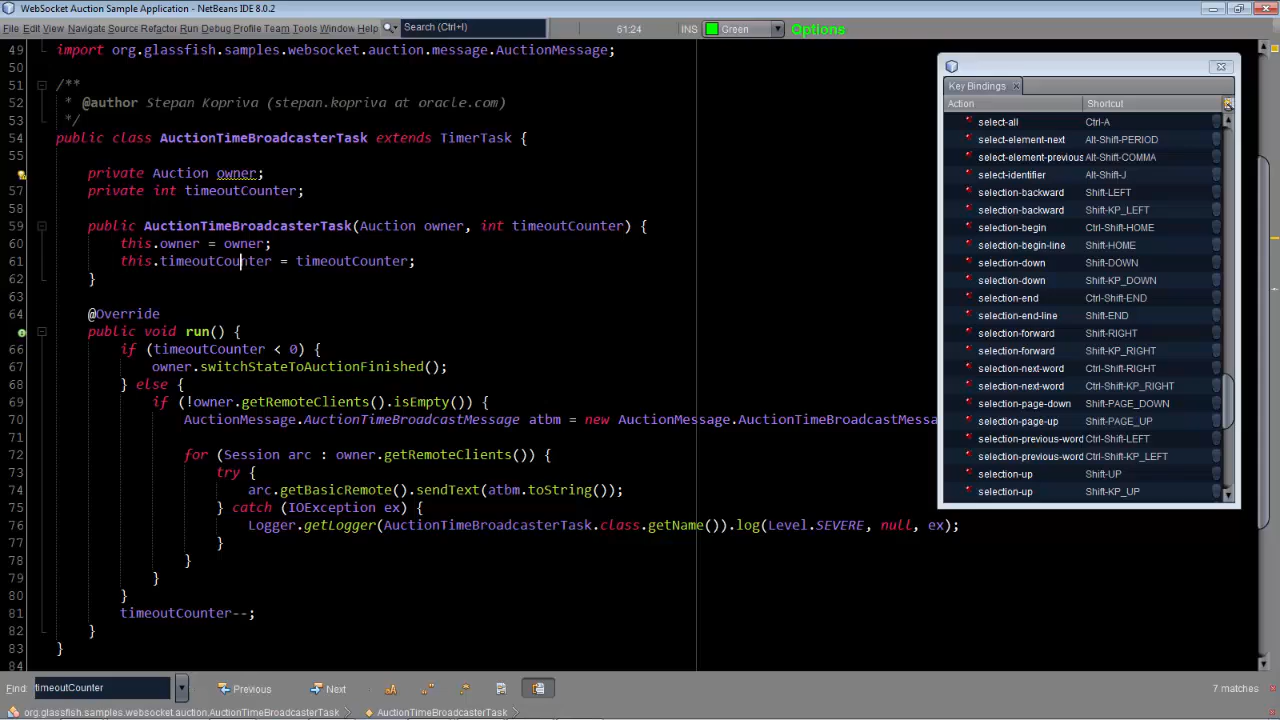 WebSocket Auction Sample Application - NetBeans IDE 8.0.2
File Edit View Navigate Source Refactor Run Debug Profile Team Tools Window Help
Search (Ctrl+I)
61:24
INS
Green
Options
49 import org.glassfish.samples.websocket.auction.message.AuctionMessage;
50
51 /**
52 * @author Stepan Kopriva (stepan.kopriva at oracle.com)
53 */
54 public class AuctionTimeBroadcasterTask extends TimerTask {
55
56 private Auction owner;
57 private int timeoutCounter;
58
59 public AuctionTimeBroadcasterTask(Auction owner, int timeoutCounter) {
60 this.owner = owner;
61 this.timeoutCounter = timeoutCounter;
62 }
63
64 @Override
public void run() {
66 if (timeoutCounter < 0) {
67 owner.switchStateToAuctionFinished();
68 } else {
69 if (!owner.getRemoteClients().isEmpty()) {
70 AuctionMessage.AuctionTimeBroadcastMessage atbm = new AuctionMessage.AuctionTimeBroadcastMessa
71
72 for (Session arc : owner.getRemoteClients()) {
73 try {
74 arc.getBasicRemote().sendText(atbm.toString());
75 } catch (IOException ex) {
76 Logger.getLogger(AuctionTimeBroadcasterTask.class.getName()).log(Level.SEVERE, null, ex);
77 }
78 }
79 }
80 }
81 timeoutCounter--;
82 }
83 }
84
Key Bindings
Action Shortcut
select-all Ctrl-A
select-element-next Alt-Shift-PERIOD
select-element-previous Alt-Shift-COMMA
select-identifier Alt-Shift-J
selection-backward Shift-LEFT
selection-backward Shift-KP_LEFT
selection-begin Ctrl-Shift-HOME
selection-begin-line Shift-HOME
selection-down Shift-DOWN
selection-down Shift-KP_DOWN
selection-end Ctrl-Shift-END
selection-end-line Shift-END
selection-forward Shift-RIGHT
selection-forward Shift-KP_RIGHT
selection-next-word Ctrl-Shift-RIGHT
selection-next-word Ctrl-Shift-KP_RIGHT
selection-page-down Shift-PAGE_DOWN
selection-page-up Shift-PAGE_UP
selection-previous-word Ctrl-Shift-LEFT
selection-previous-word Ctrl-Shift-KP_LEFT
selection-up Shift-UP
selection-up Shift-KP_UP
Find: timeoutCounter Previous Next 7 matches
org.glassfish.samples.websocket.auction.AuctionTimeBroadcasterTask AuctionTimeBroadcasterTask